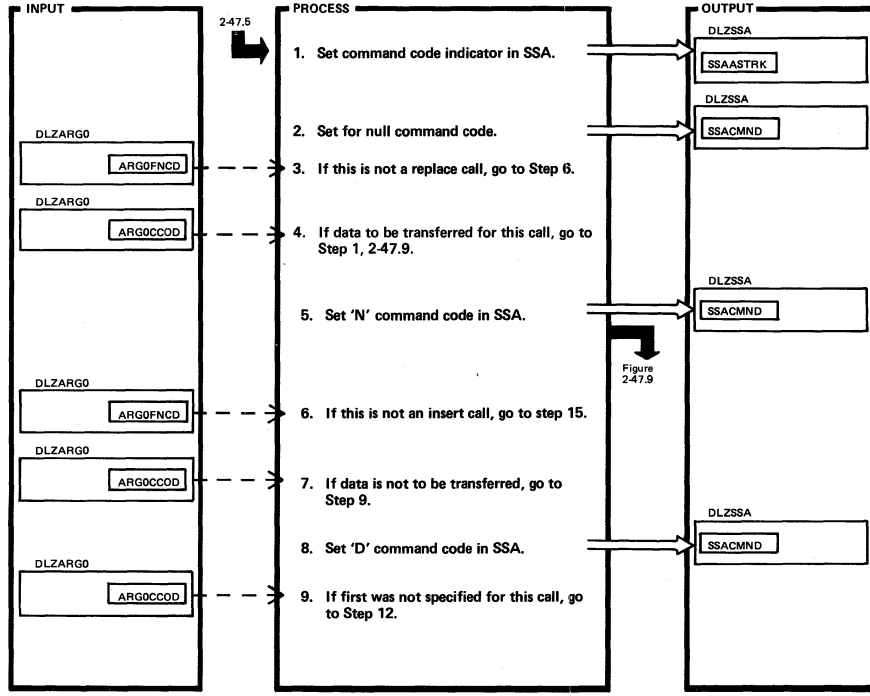 INPUT
PROCESS
OUTPUT
2-47.5
1. Set command code indicator in SSA.
DLZSSA
SSAASTRK
2. Set for null command code.
DLZSSA
SSACMND
DLZARG0
ARG0FNCD
3. If this is not a replace call, go to Step 6.
DLZARG0
ARG0CCOD
4. If data to be transferred for this call, go to
Step 1, 2-47.9.
5. Set 'N' command code in SSA.
DLZSSA
SSACMND
Figure
2-47.9
DLZARG0
ARG0FNCD
6. If this is not an insert call, go to step 15.
DLZARG0
ARG0CCOD
7. If data is not to be transferred, go to
Step 9.
8. Set 'D' command code in SSA.
DLZSSA
SSACMND
DLZARG0
ARG0CCOD
9. If first was not specified for this call, go
to Step 12.